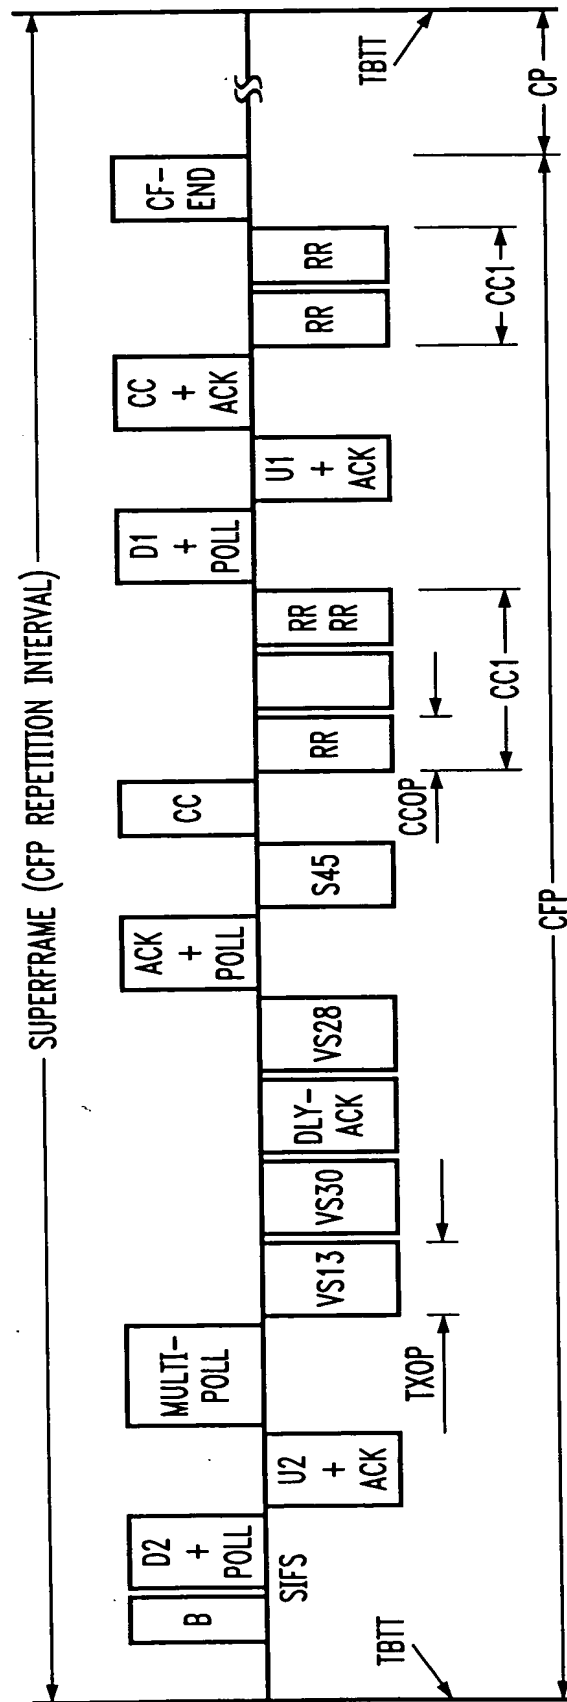 SUPERFRAME (CFP REPETITION INTERVAL)
B
D2
+
POLL
MULTI-
POLL
ACK
+
POLL
CC
D1
+
POLL
CC
+
ACK
CF-
END
SIFS
U2
+
ACK
VS13
VS30
DLY-
ACK
VS28
S45
RR
RR
RR
U1
+
ACK
RR
RR
TBTT
TXOP
CCOP
CC1
CC1
TBTT
CFP
CP